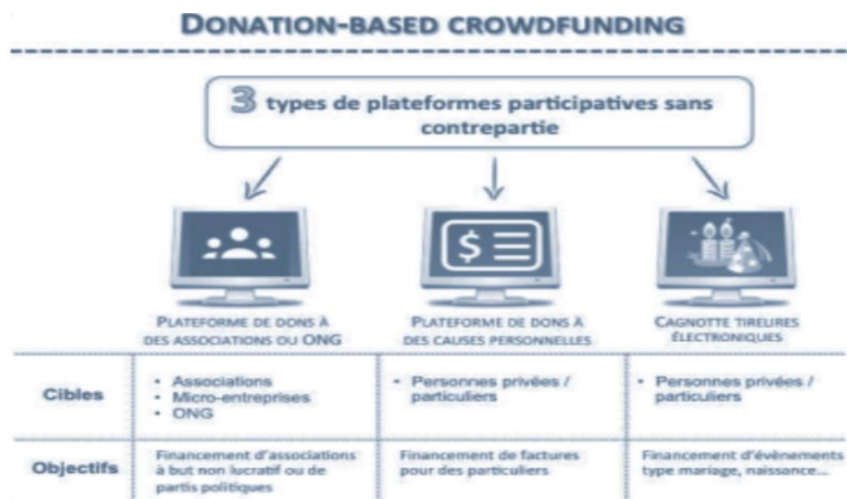 DONATION-BASED CROWDFUNDING
3 types de plateformes participatives sans
contrepartie
$
PLATEFORME DE DONS À
DES ASSOCIATIONS OU ONG
PLATEFORME DE DONS À
DES CAUSES PERSONNELLES
CAGNOTTE TIRELIRES
ÉLECTRONIQUES
Cibles
• Associations
• Micro-entreprises
• ONG
• Personnes privées /
particuliers
• Personnes privées /
particuliers
Objectifs
Financement d'associations
à but non lucratif ou de
partis politiques
Financement de factures
pour des particuliers
Financement d'évènements
type mariage, naissance...